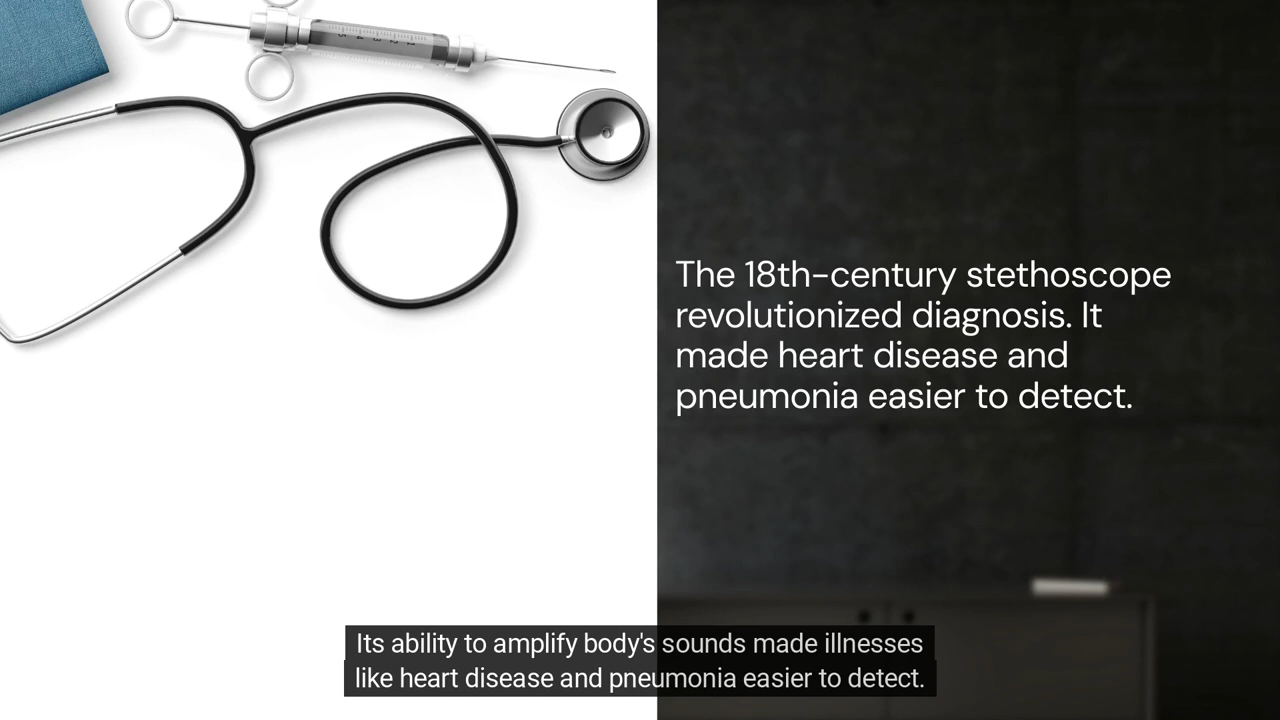 The 18th-century stethoscope
revolutionized diagnosis. It
made heart disease and
pneumonia easier to detect.
Its ability to amplify body's sounds made illnesses
like heart disease and pneumonia easier to detect.